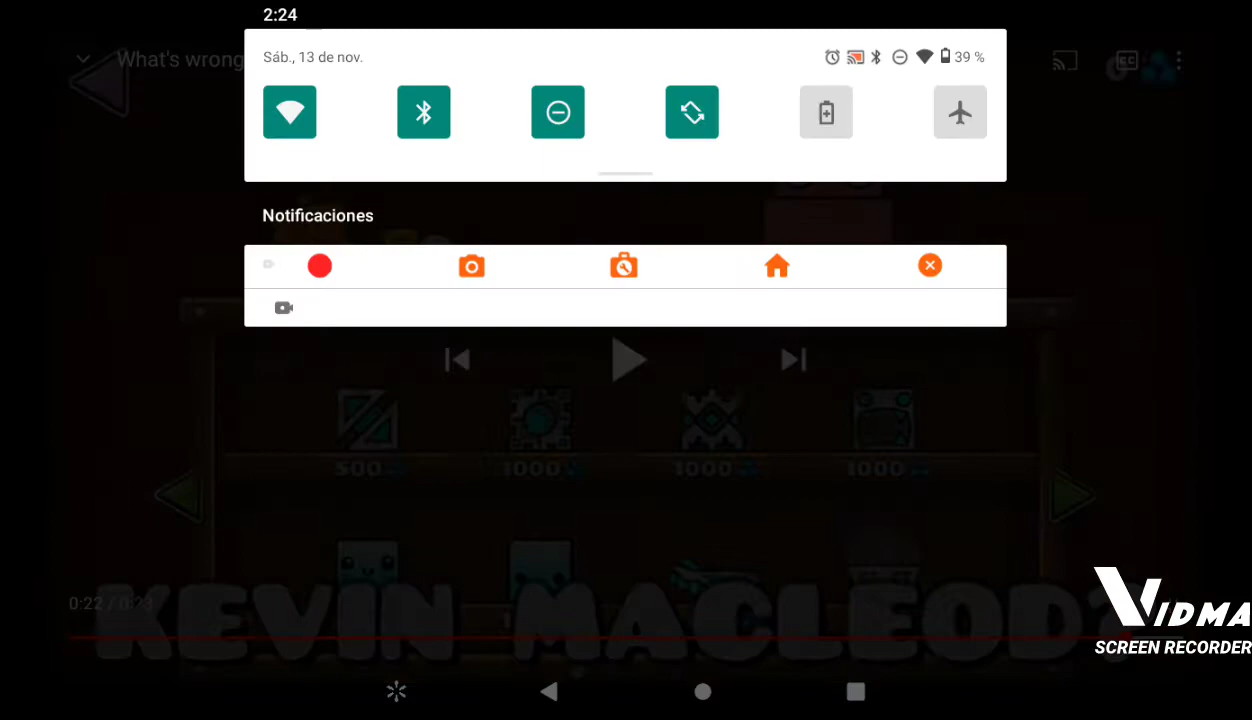 2:24
What's wrong
Sáb., 13 de nov.
39 %
CC
Notificaciones
500
1000
1000
1000
0:22 / 0:23
KEVIN MACLEOD?
VIDMA
SCREEN RECORDER